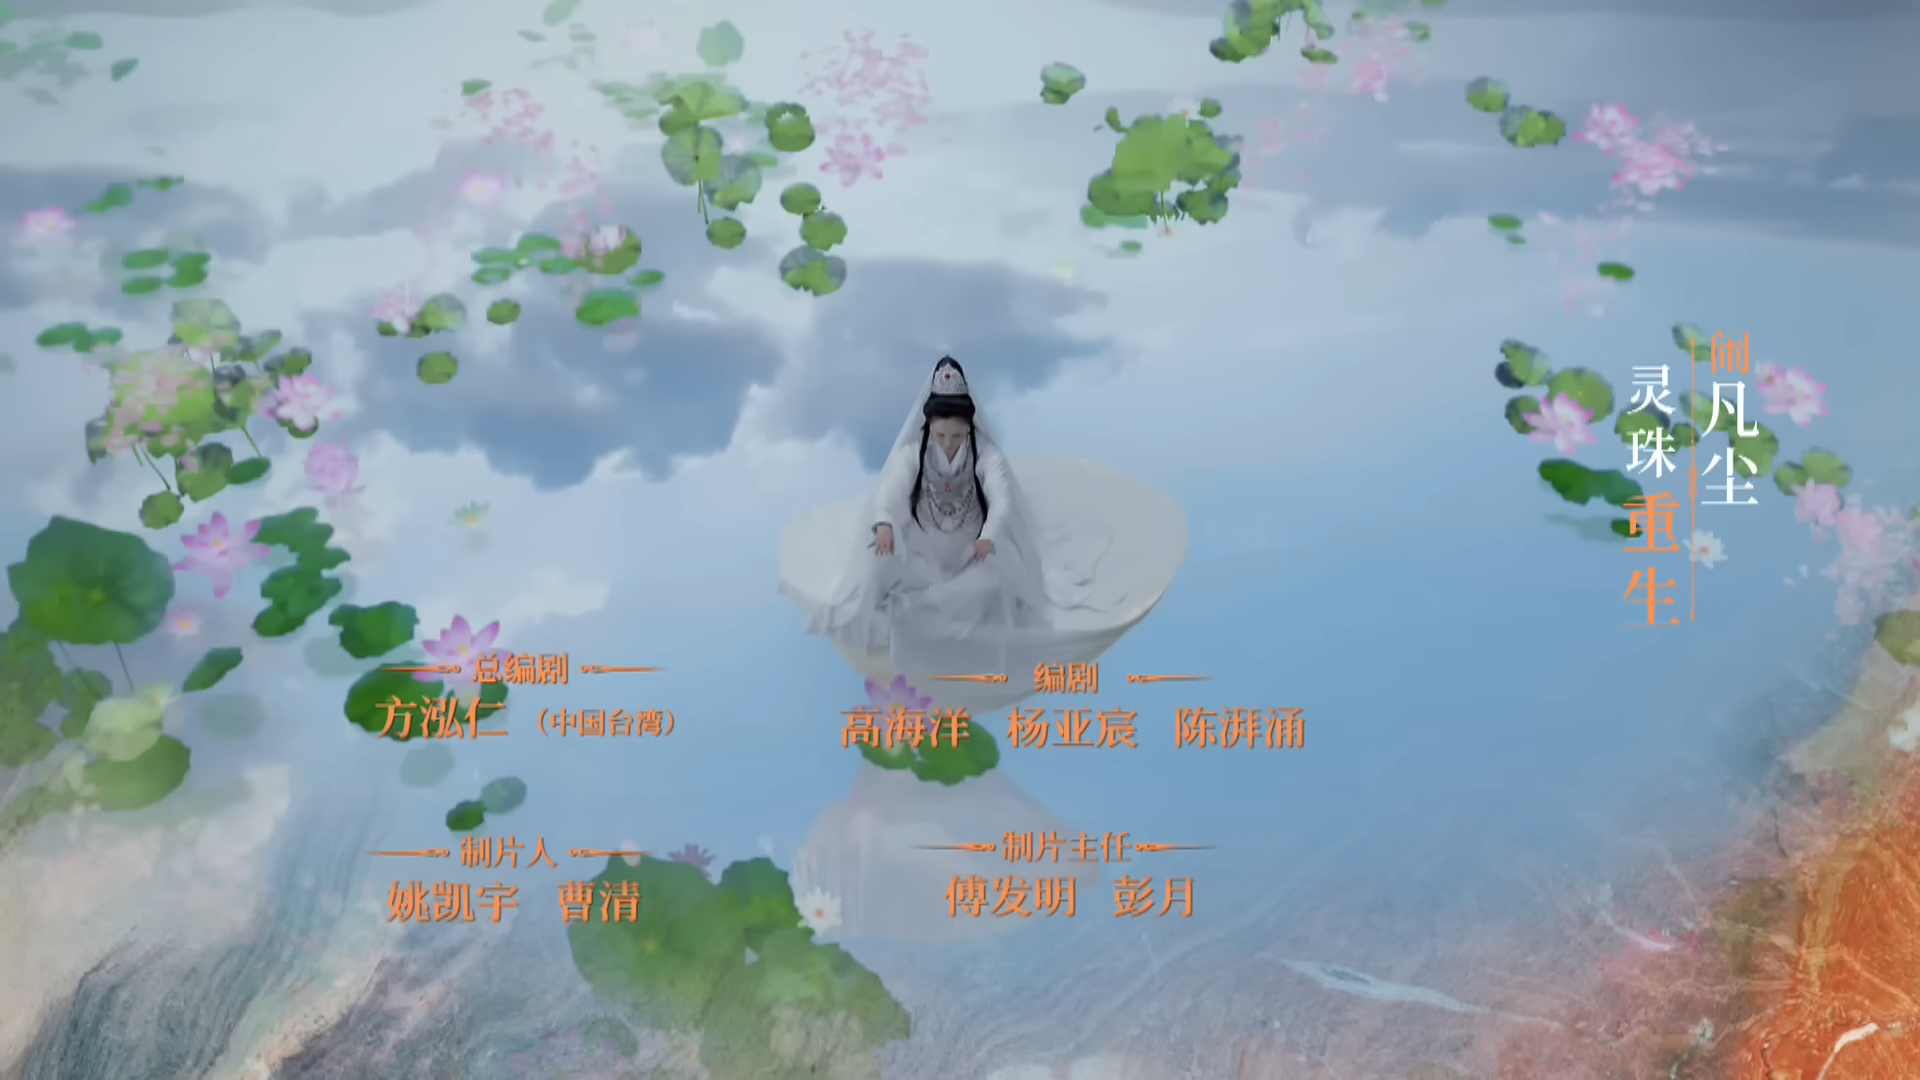 闹凡尘
灵珠重生
总编剧
方泓仁（中国台湾）
编剧
高海洋 杨亚宸 陈湃涌
制片人
姚凯宇 曹清
制片主任
傅发明 彭月